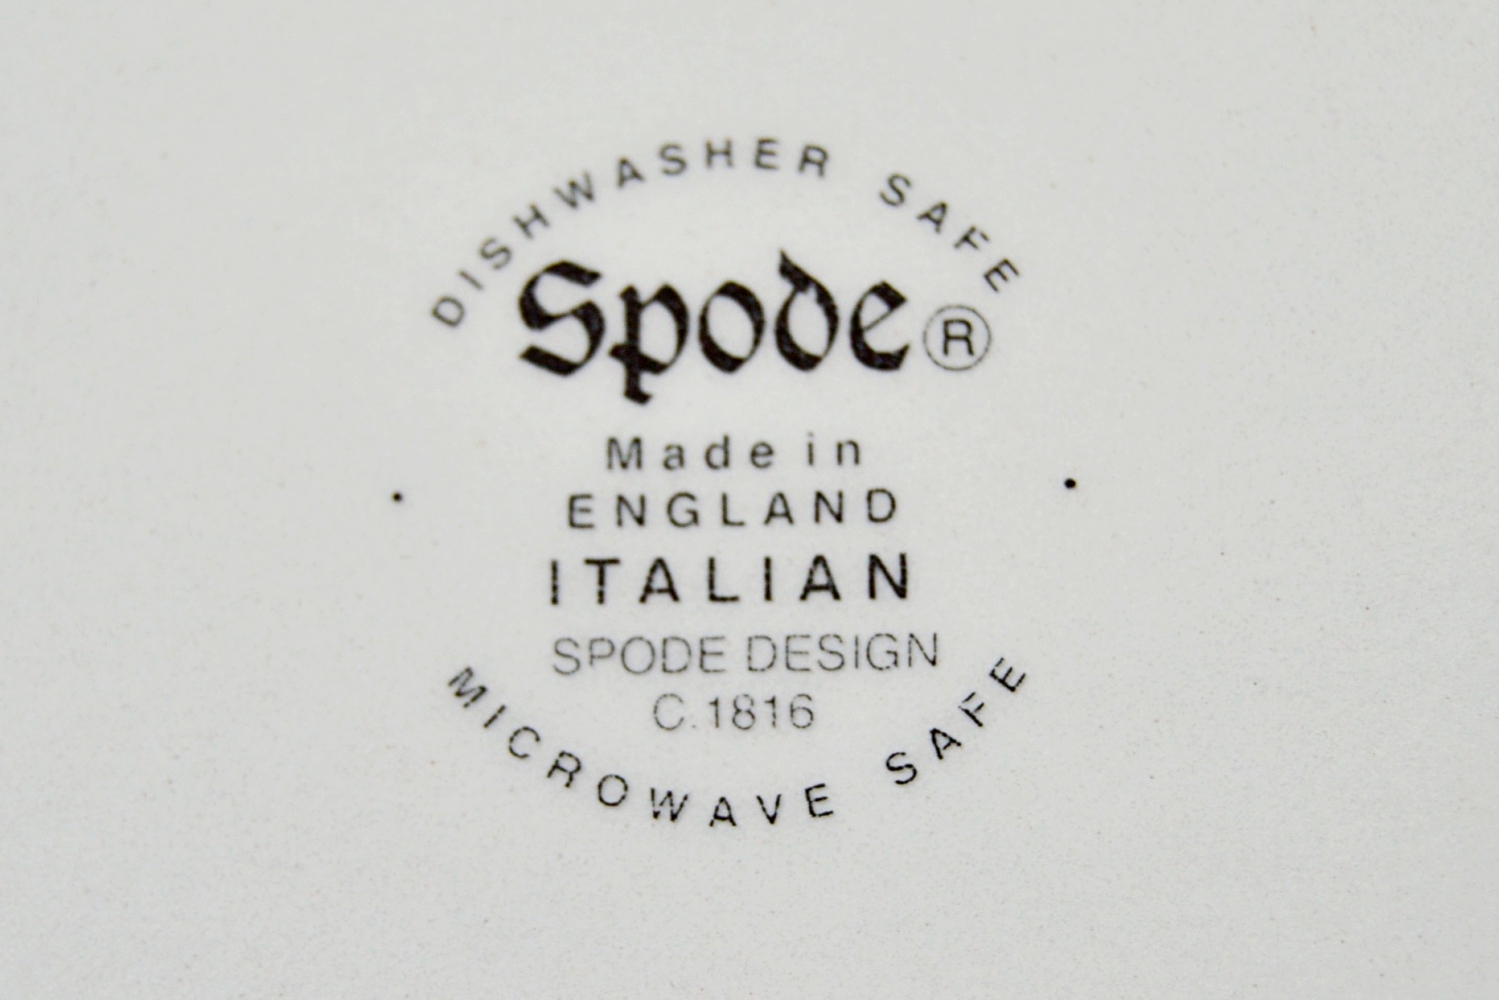 DISHWASHER SAFE
Spode®
Made in
ENGLAND
ITALIAN
SPODE DESIGN
C.1816
MICROWAVE SAFE